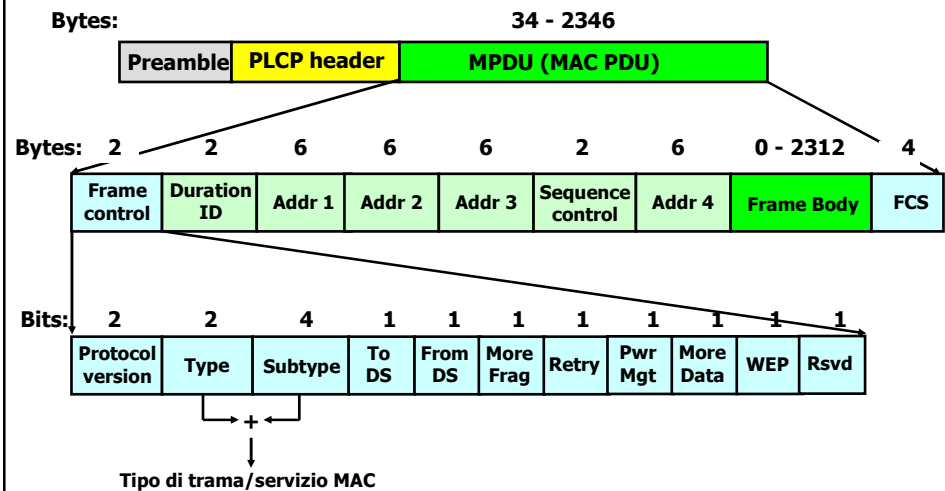 Bytes: 34 - 2346
Preamble PLCP header MPDU (MAC PDU)
Bytes: 2 2 6 6 6 2 6 0 - 2312 4
Frame control Duration ID Addr 1 Addr 2 Addr 3 Sequence control Addr 4 Frame Body FCS
Bits: 2 2 4 1 1 1 1 1 1 1 1
Protocol version Type Subtype To DS From DS More Frag Retry Pwr Mgt More Data WEP Rsvd
+
Tipo di trama/servizio MAC